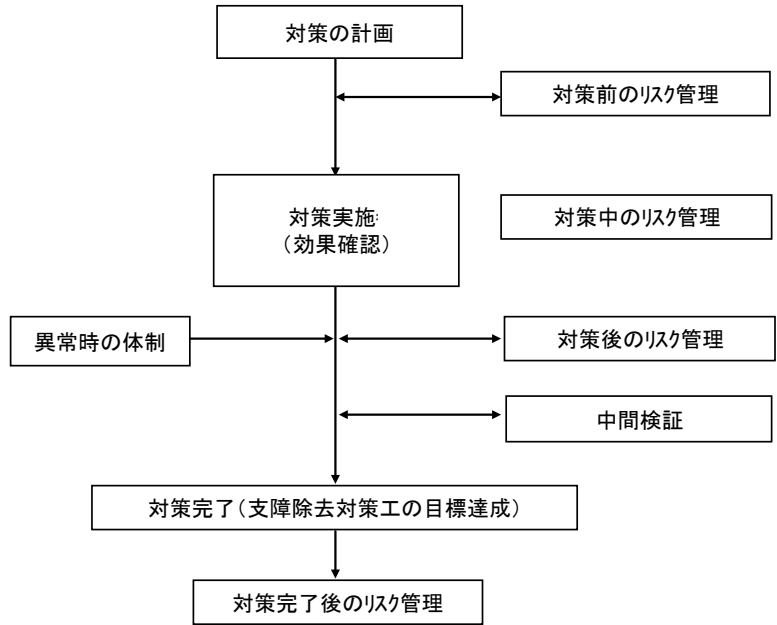 対策の計画
対策前のリスク管理
対策実施
（効果確認）
対策中のリスク管理
異常時の体制
対策後のリスク管理
中間検証
対策完了（支障除去対策工の目標達成）
対策完了後のリスク管理